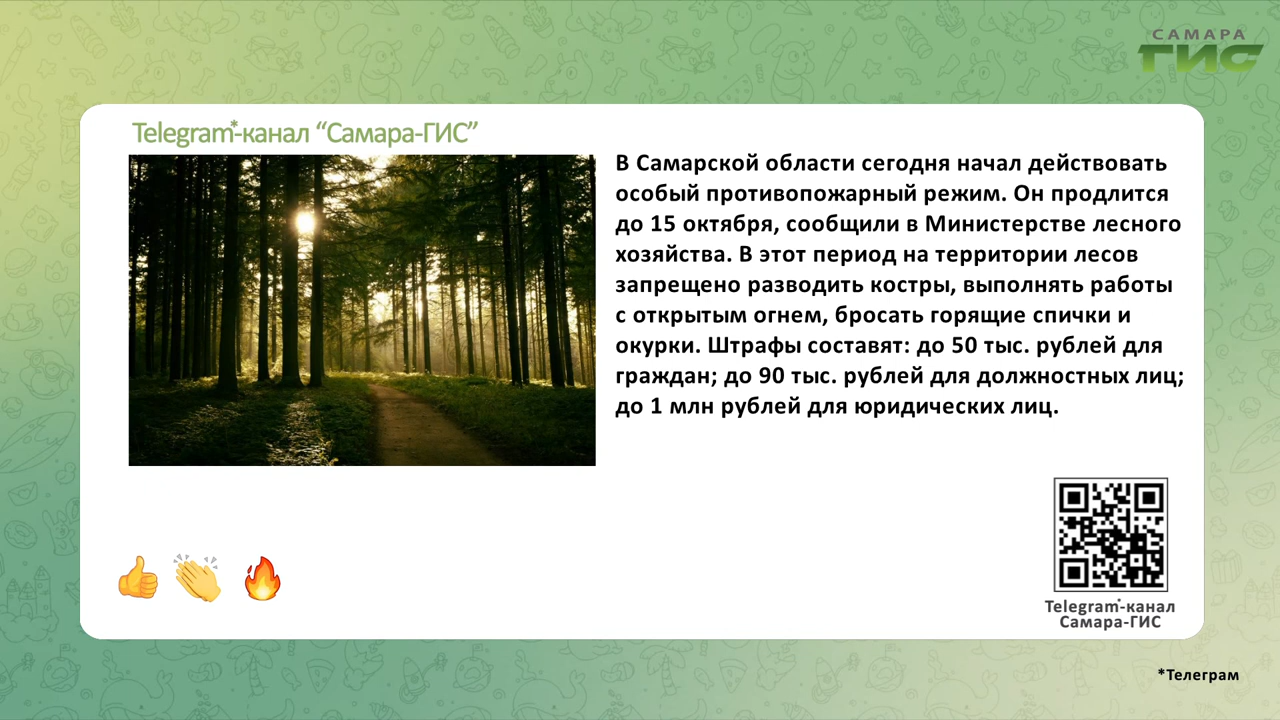 САМАРА
ГИС
Telegram*-канал “Самара-ГИС”
В Самарской области сегодня начал действовать
особый противопожарный режим. Он продлится
до 15 октября, сообщили в Министерстве лесного
хозяйства. В этот период на территории лесов
запрещено разводить костры, выполнять работы
с открытым огнем, бросать горящие спички и
окурки. Штрафы составят: до 50 тыс. рублей для
граждан; до 90 тыс. рублей для должностных лиц;
до 1 млн рублей для юридических лиц.
Telegram*-канал
Самара-ГИС
*Телеграм